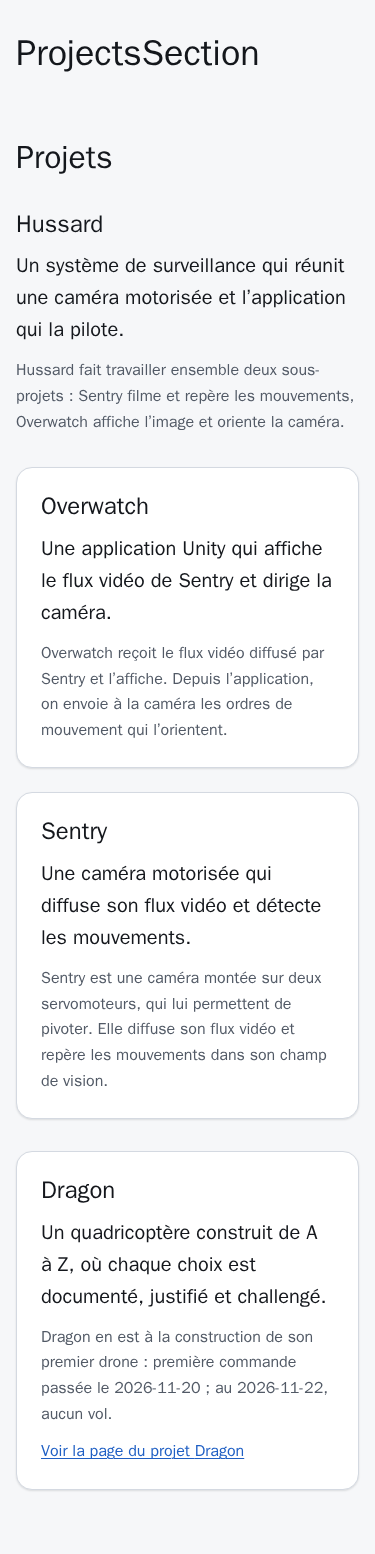 ProjectsSection
Projets
Hussard
Un système de surveillance qui réunit
une caméra motorisée et l'application
qui la pilote.
Hussard fait travailler ensemble deux sous-
projets : Sentry filme et repère les mouvements,
Overwatch affiche l'image et oriente la caméra.
Overwatch
Une application Unity qui affiche
le flux vidéo de Sentry et dirige la
caméra.
Overwatch reçoit le flux vidéo diffusé par
Sentry et l'affiche. Depuis l'application,
on envoie à la caméra les ordres de
mouvement qui l'orientent.
Sentry
Une caméra motorisée qui
diffuse son flux vidéo et détecte
les mouvements.
Sentry est une caméra montée sur deux
servomoteurs, qui lui permettent de
pivoter. Elle diffuse son flux vidéo et
repère les mouvements dans son champ
de vision.
Dragon
Un quadricoptère construit de A
à Z, où chaque choix est
documenté, justifié et challengé.
Dragon en est à la construction de son
premier drone : première commande
passée le 2026-11-20 ; au 2026-11-22,
aucun vol.
Voir la page du projet Dragon